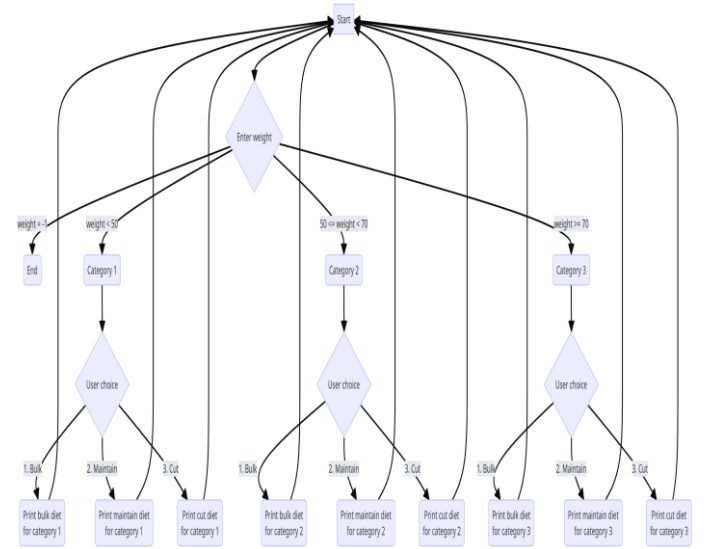 Start
Enter weight
weight = -1
weight < 50
50 <= weight < 70
weight >= 70
End
Category 1
Category 2
Category 3
User choice
User choice
User choice
1. Bulk
2. Maintain
3. Cut
1. Bulk
2. Maintain
3. Cut
1. Bulk
2. Maintain
3. Cut
Print bulk diet
for category 1
Print maintain diet
for category 1
Print cut diet
for category 1
Print bulk diet
for category 2
Print maintain diet
for category 2
Print cut diet
for category 2
Print bulk diet
for category 3
Print maintain diet
for category 3
Print cut diet
for category 3